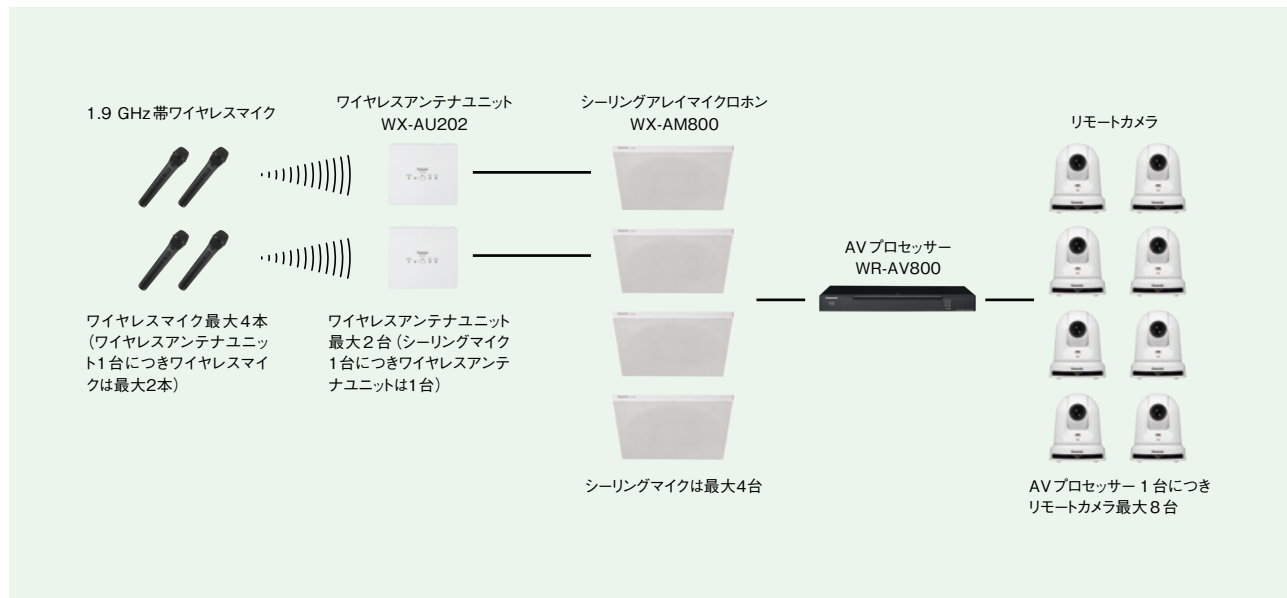 1.9 GHz帯ワイヤレスマイク
ワイヤレスマイク最大4本
(ワイヤレスアンテナユニッ
ト1台につきワイヤレスマイ
クは最大2本)
ワイヤレスアンテナユニット
WX-AU202
ワイヤレスアンテナユニット
最大2台(シーリングマイク
1台につきワイヤレスアンテ
ナユニットは1台)
シーリングアレイマイクロホン
WX-AM800
シーリングマイクは最大4台
AVプロセッサー
WR-AV800
リモートカメラ
AVプロセッサー1台につき
リモートカメラ最大8台